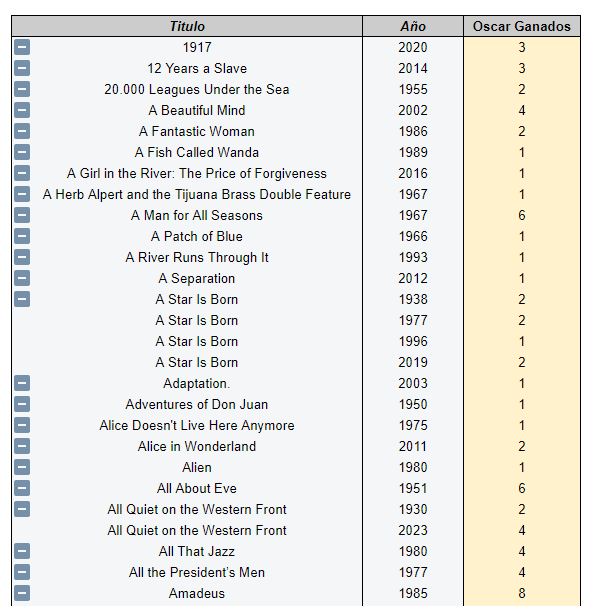 Título Año Oscar Ganados
1917 2020 3
12 Years a Slave 2014 3
20.000 Leagues Under the Sea 1955 2
A Beautiful Mind 2002 4
A Fantastic Woman 1986 2
A Fish Called Wanda 1989 1
A Girl in the River: The Price of Forgiveness 2016 1
A Herb Alpert and the Tijuana Brass Double Feature 1967 1
A Man for All Seasons 1967 6
A Patch of Blue 1966 1
A River Runs Through It 1993 1
A Separation 2012 1
A Star Is Born 1938 2
A Star Is Born 1977 2
A Star Is Born 1996 1
A Star Is Born 2019 2
Adaptation. 2003 1
Adventures of Don Juan 1950 1
Alice Doesn't Live Here Anymore 1975 1
Alice in Wonderland 2011 2
Alien 1980 1
All About Eve 1951 6
All Quiet on the Western Front 1930 2
All Quiet on the Western Front 2023 4
All That Jazz 1980 4
All the President's Men 1977 4
Amadeus 1985 8